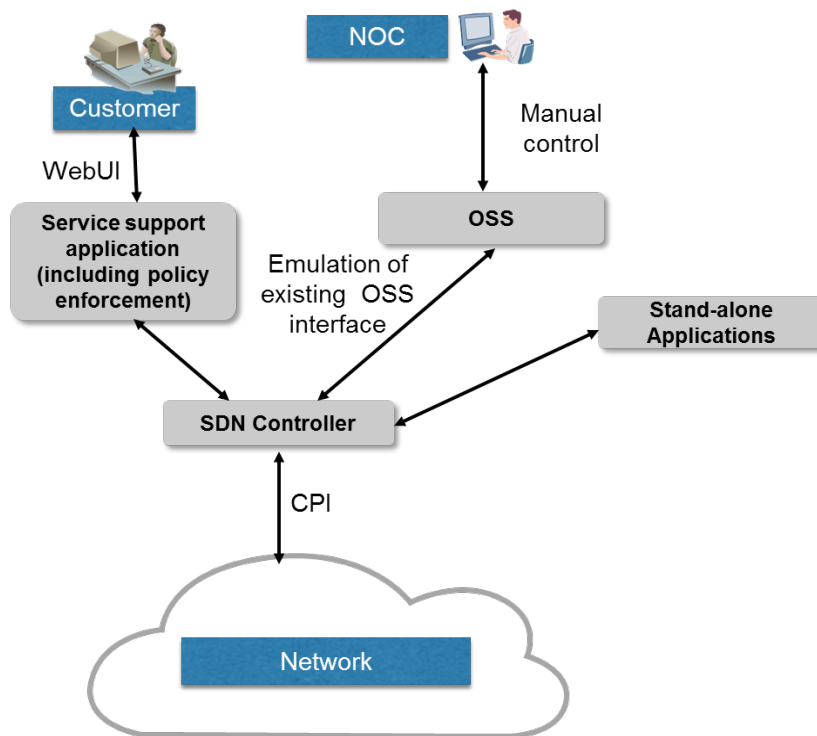 NOC
Customer
Manual
control
WebUI
Service support
application
(including policy
enforcement)
OSS
Emulation of
existing OSS
interface
Stand-alone
Applications
SDN Controller
CPI
Network